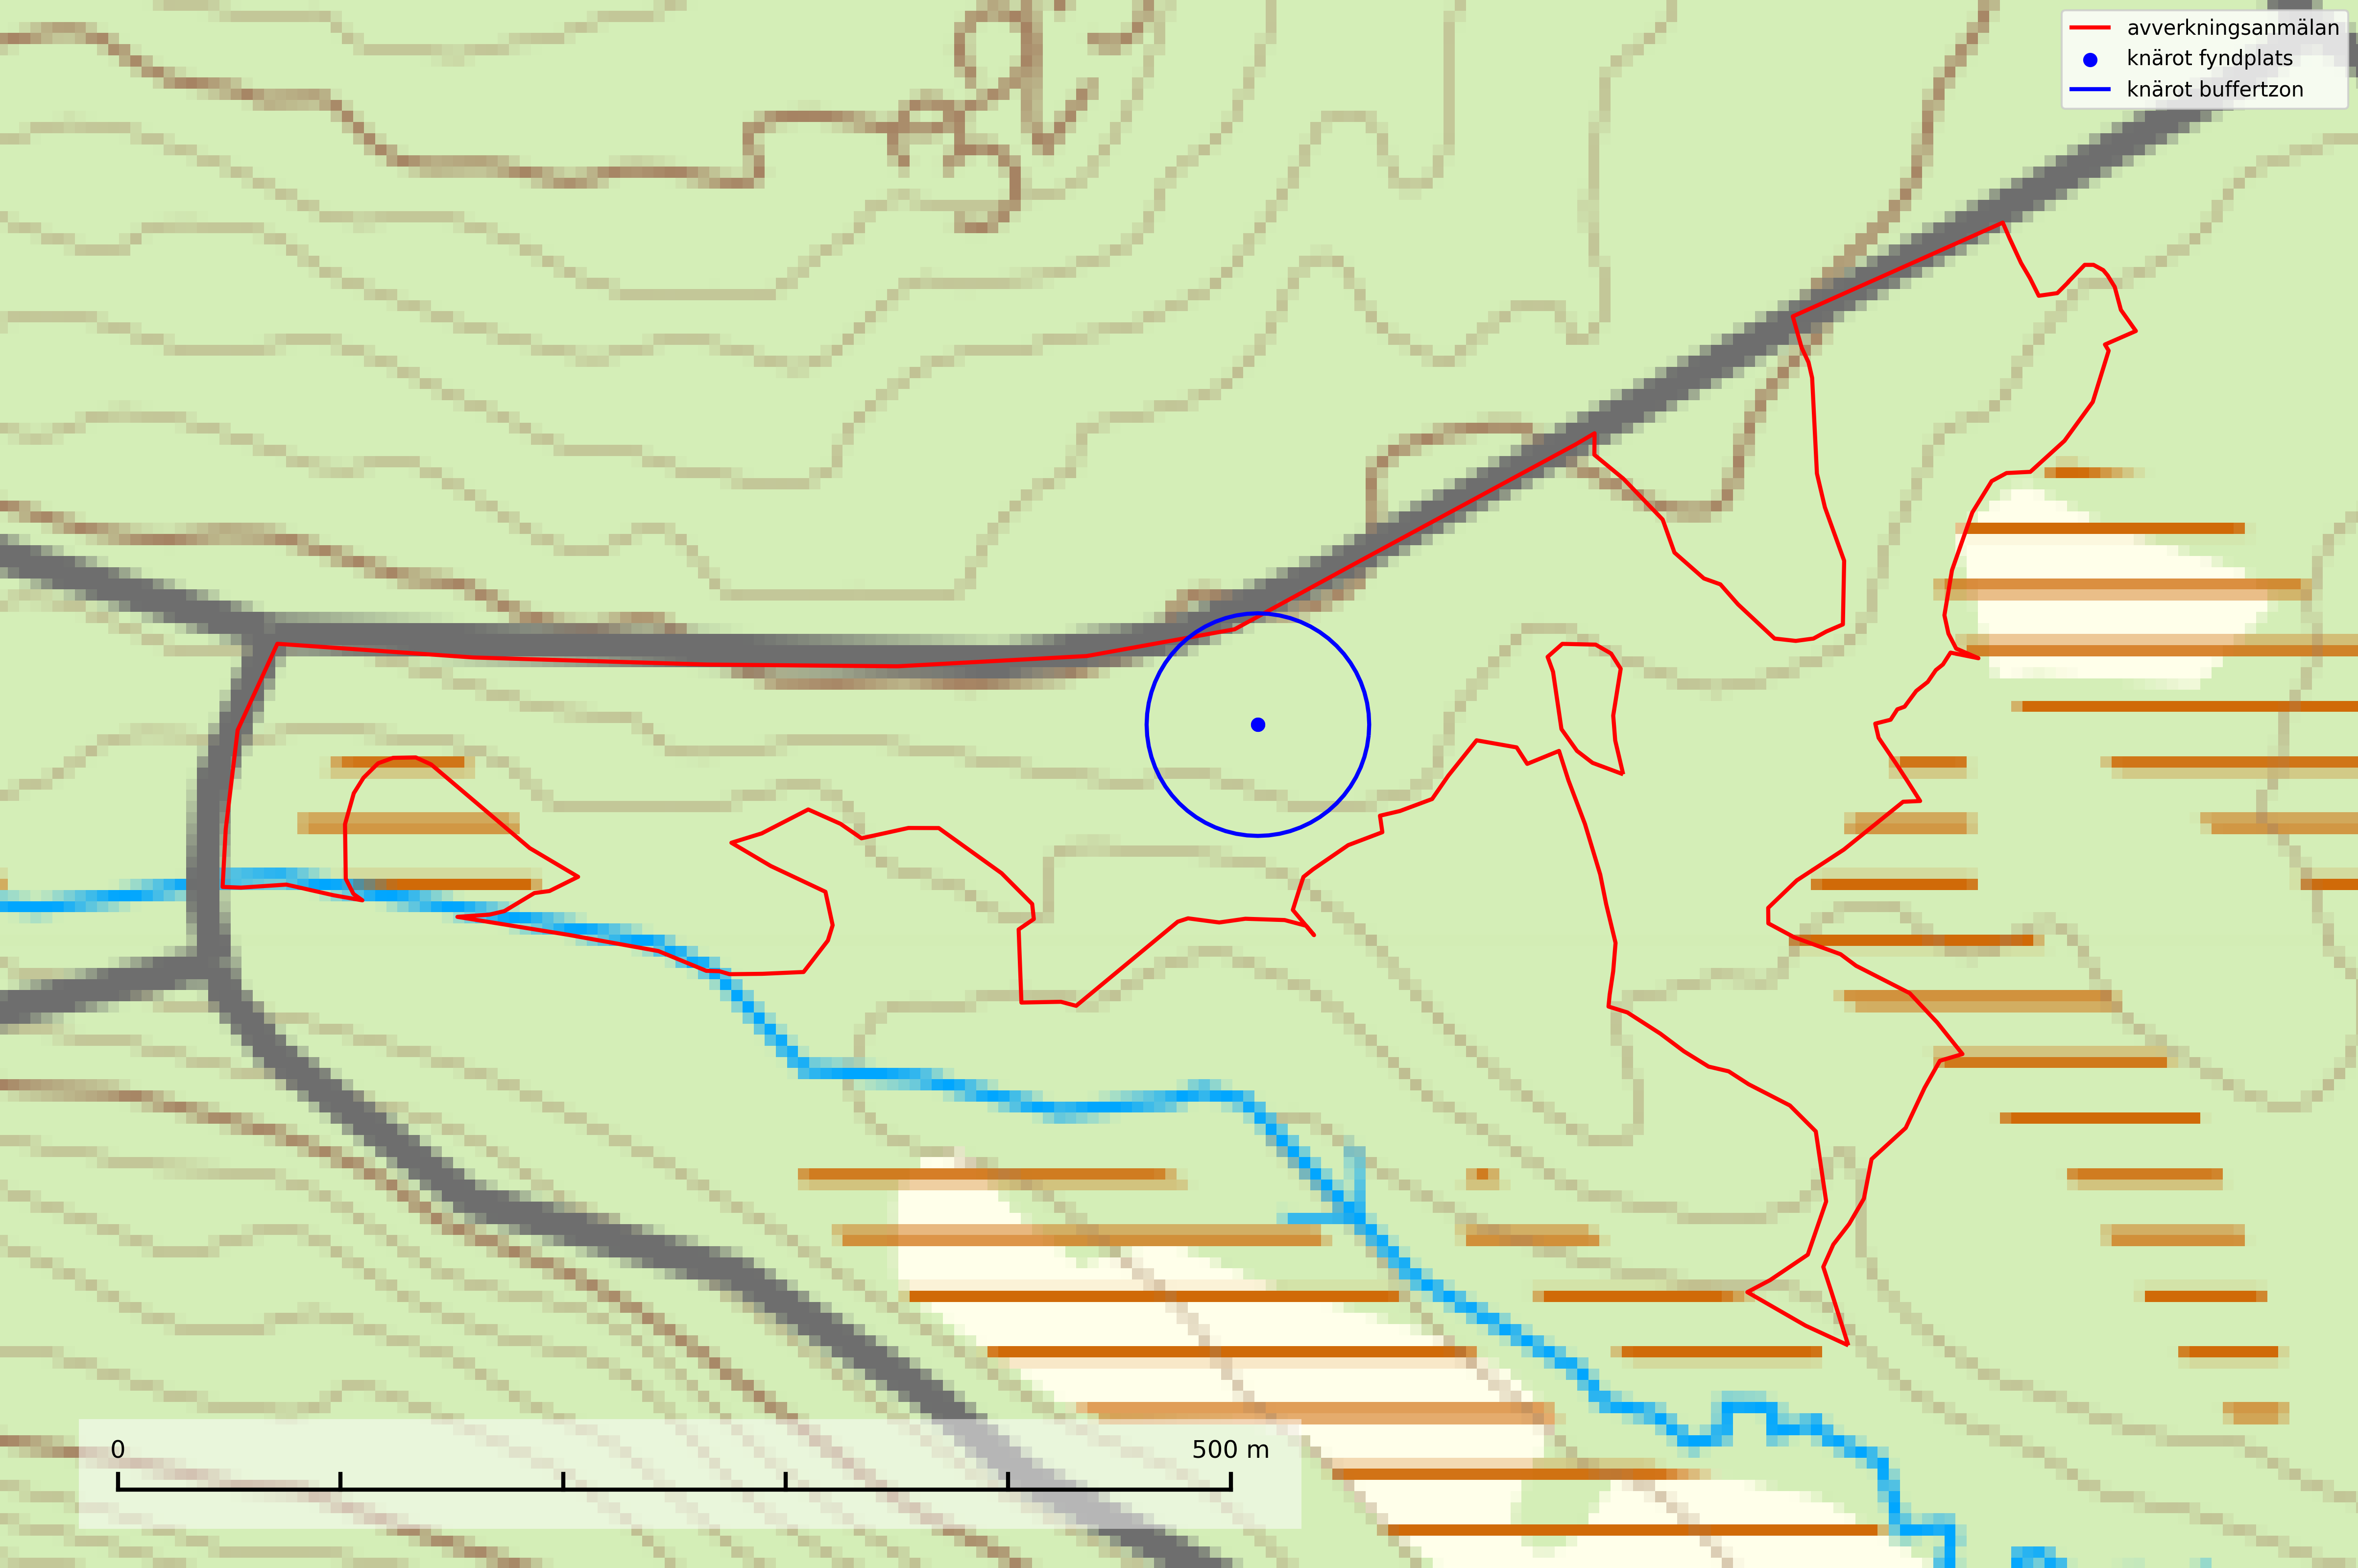 avverkningsanmälan
knärot fyndplats
knärot buffertzon
0
500 m